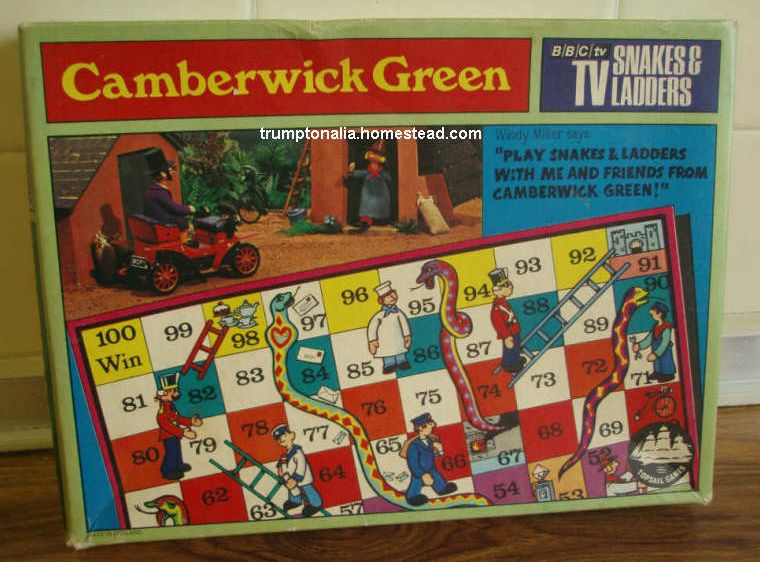 Camberwick Green
BBC tv
TV SNAKES &
LADDERS
trumptonalia.homestead.com
Windy Miller says
"PLAY SNAKES & LADDERS
WITH ME AND FRIENDS FROM
CAMBERWICK GREEN!"
100 99 98 97 96 95 94 93 92 91
Win
81 82 83 84 85 86 87 88 89 90
80 79 78 77 76 75 74 73 72 71
62 63 64 65 66 67 68 69
57 54 53 52
TOPSAIL GAMES